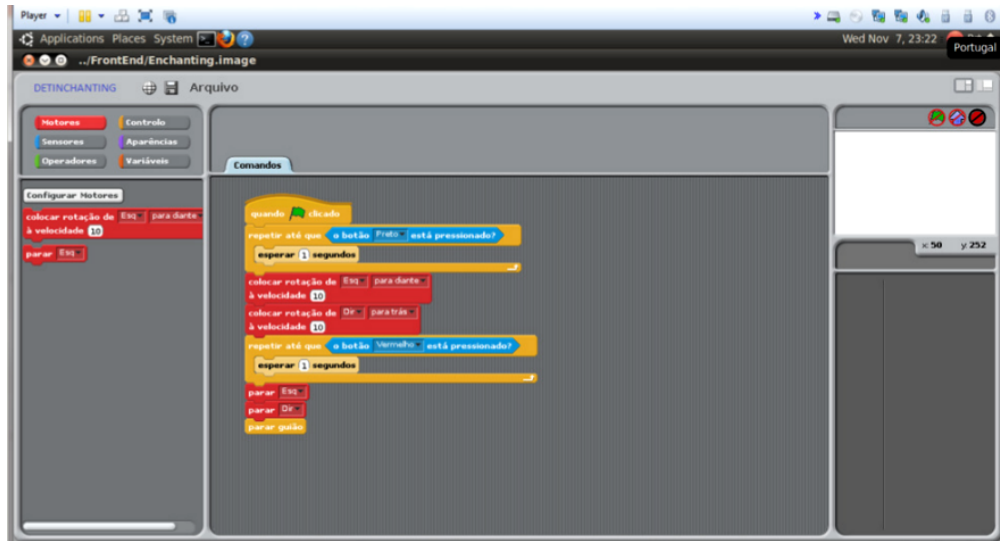 Player
Applications Places System
Wed Nov 7, 23:22
Portugal
../FrontEnd/Enchanting.image
DETINCHANTING
Arquivo
Motores
Controlo
Sensores
Aparências
Operadores
Variáveis
Comandos
Configurar Motores
colocar rotação de Esq para diante
à velocidade 10
parar Esq
quando clicado
repetir até que o botão Preto está pressionado?
esperar 1 segundos
colocar rotação de Esq para diante
à velocidade 10
colocar rotação de Dir para trás
à velocidade 10
repetir até que o botão Vermelho está pressionado?
esperar 1 segundos
parar Esq
parar Dir
parar guião
x: 50 y: 252